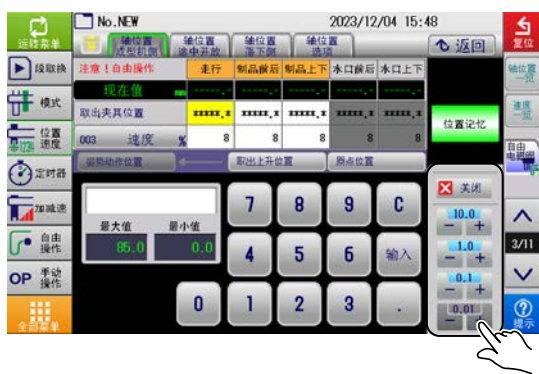 No.NEW
2023/12/04 15:48
运转菜单
轴位置
成型机侧
轴位置
途中开放
轴位置
落下侧
轴位置
选项
返回
复位
段取换
注意！自由操作
走行
制品前后
制品上下
水口前后
水口上下
轴位置
一览
现在值 mm -----.- -----.- -----.- -----.- -----.-
模式
取出夹具位置 *****.* *****.* *****.* *****.* *****.*
位置记忆
速度
一览
位置
速度
003 速度 % 8 8 8 8 8
自由
电磁阀
姿势动作位置
取出上升位置
原点位置
定时器
关闭
7 8 9 C
10.0
- +
加减速
最大值 最小值
85.0 0.0
4 5 6 输入
1.0
- +
3/11
自由
操作
0.1
- +
OP 手动
操作
0 1 2 3 .
0.01
- +
全部菜单
提示